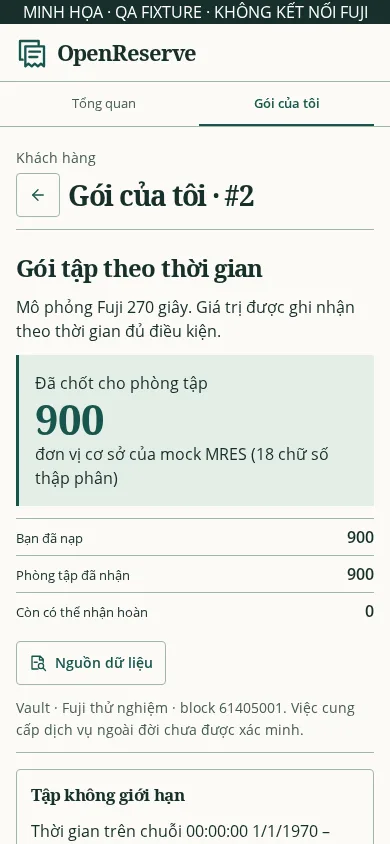 MINH HỌA · QA FIXTURE · KHÔNG KẾT NỐI FUJI
OpenReserve
Tổng quan
Gói của tôi
Khách hàng
Gói của tôi · #2
Gói tập theo thời gian
Mô phỏng Fuji 270 giây. Giá trị được ghi nhận
theo thời gian đủ điều kiện.
Đã chốt cho phòng tập
900
đơn vị cơ sở của mock MRES (18 chữ số
thập phân)
Bạn đã nạp 900
Phòng tập đã nhận 900
Còn có thể nhận hoàn 0
Nguồn dữ liệu
Vault · Fuji thử nghiệm · block 61405001. Việc cung
cấp dịch vụ ngoài đời chưa được xác minh.
Tập không giới hạn
Thời gian trên chuỗi 00:00:00 1/1/1970 –